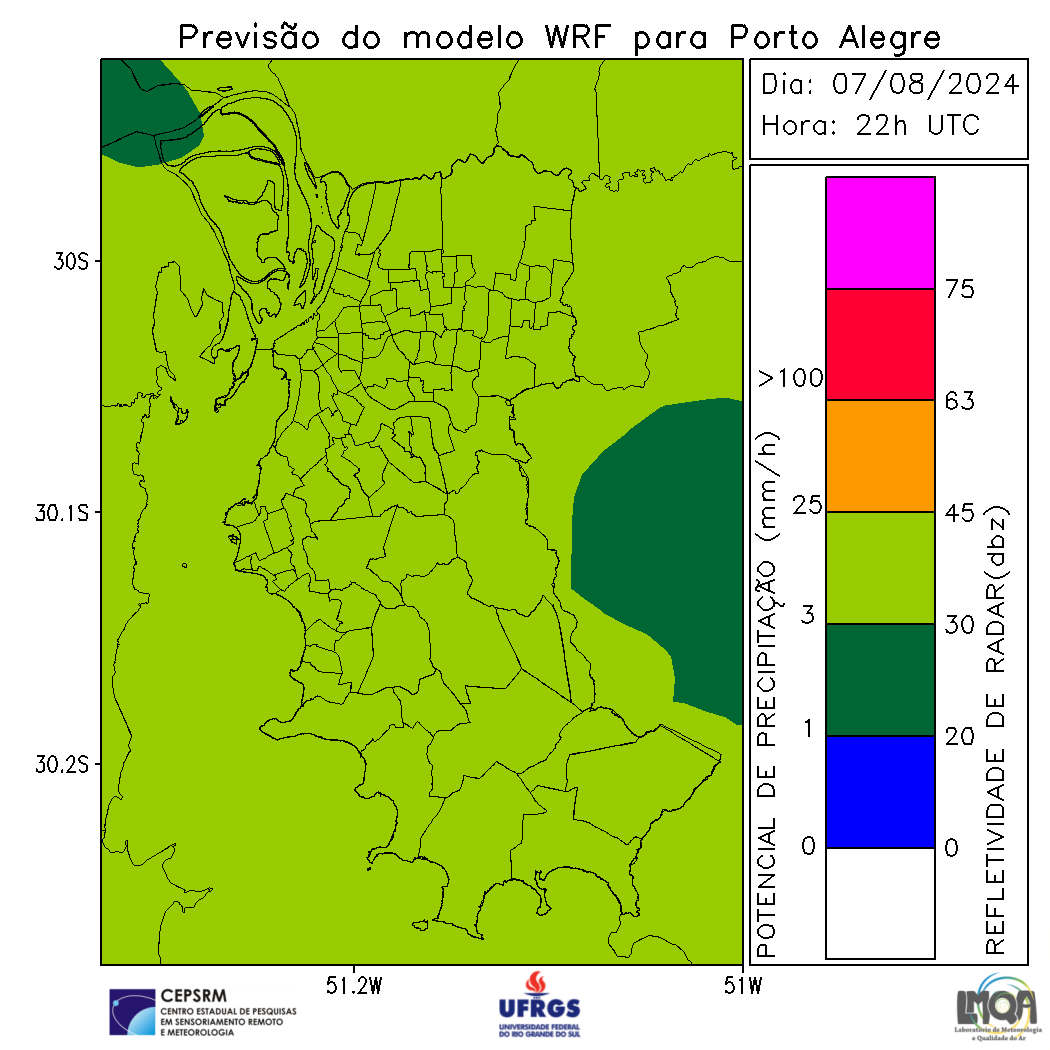 Previsão do modelo WRF para Porto Alegre
Dia: 07/08/2024
Hora: 22h UTC
30S
30.1S
30.2S
51.2W
51W
POTENCIAL DE PRECIPITAÇÃO (mm/h)
>100
25
3
1
0
75
63
45
30
20
0
REFLETIVIDADE DE RADAR(dbz)
CEPSRM
CENTRO ESTADUAL DE PESQUISAS
EM SENSORIAMENTO REMOTO
E METEOROLOGIA
UFRGS
UNIVERSIDADE FEDERAL
DO RIO GRANDE DO SUL
LMQA
Laboratório de Meteorologia
e Qualidade do Ar